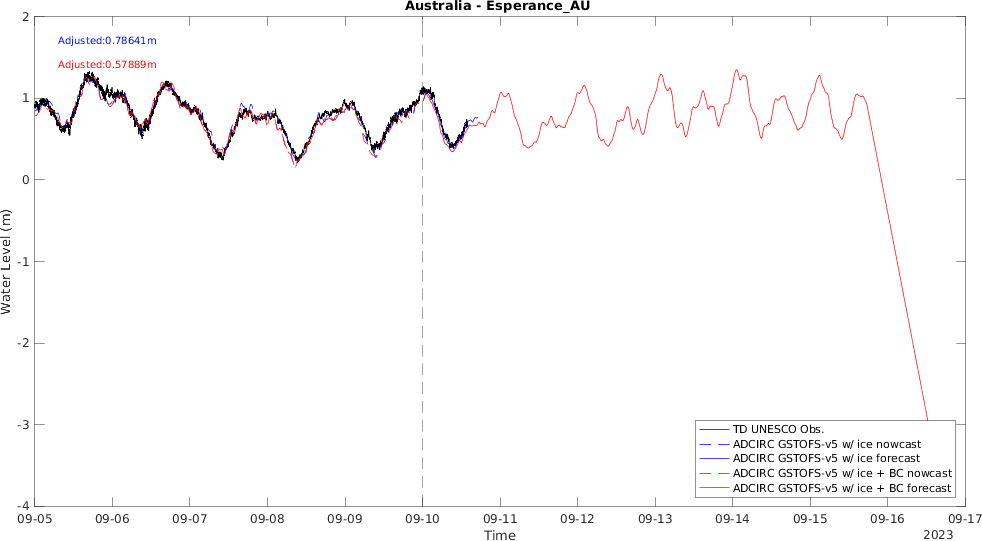 Australia - Esperance_AU
Adjusted:0.78641m
Adjusted:0.57889m
Water Level (m)
2
1
0
-1
-2
-3
-4
TD UNESCO Obs.
ADCIRC GSTOFS-v5 w/ ice nowcast
ADCIRC GSTOFS-v5 w/ ice forecast
ADCIRC GSTOFS-v5 w/ ice + BC nowcast
ADCIRC GSTOFS-v5 w/ ice + BC forecast
09-05 09-06 09-07 09-08 09-09 09-10 09-11 09-12 09-13 09-14 09-15 09-16 09-17
Time
2023